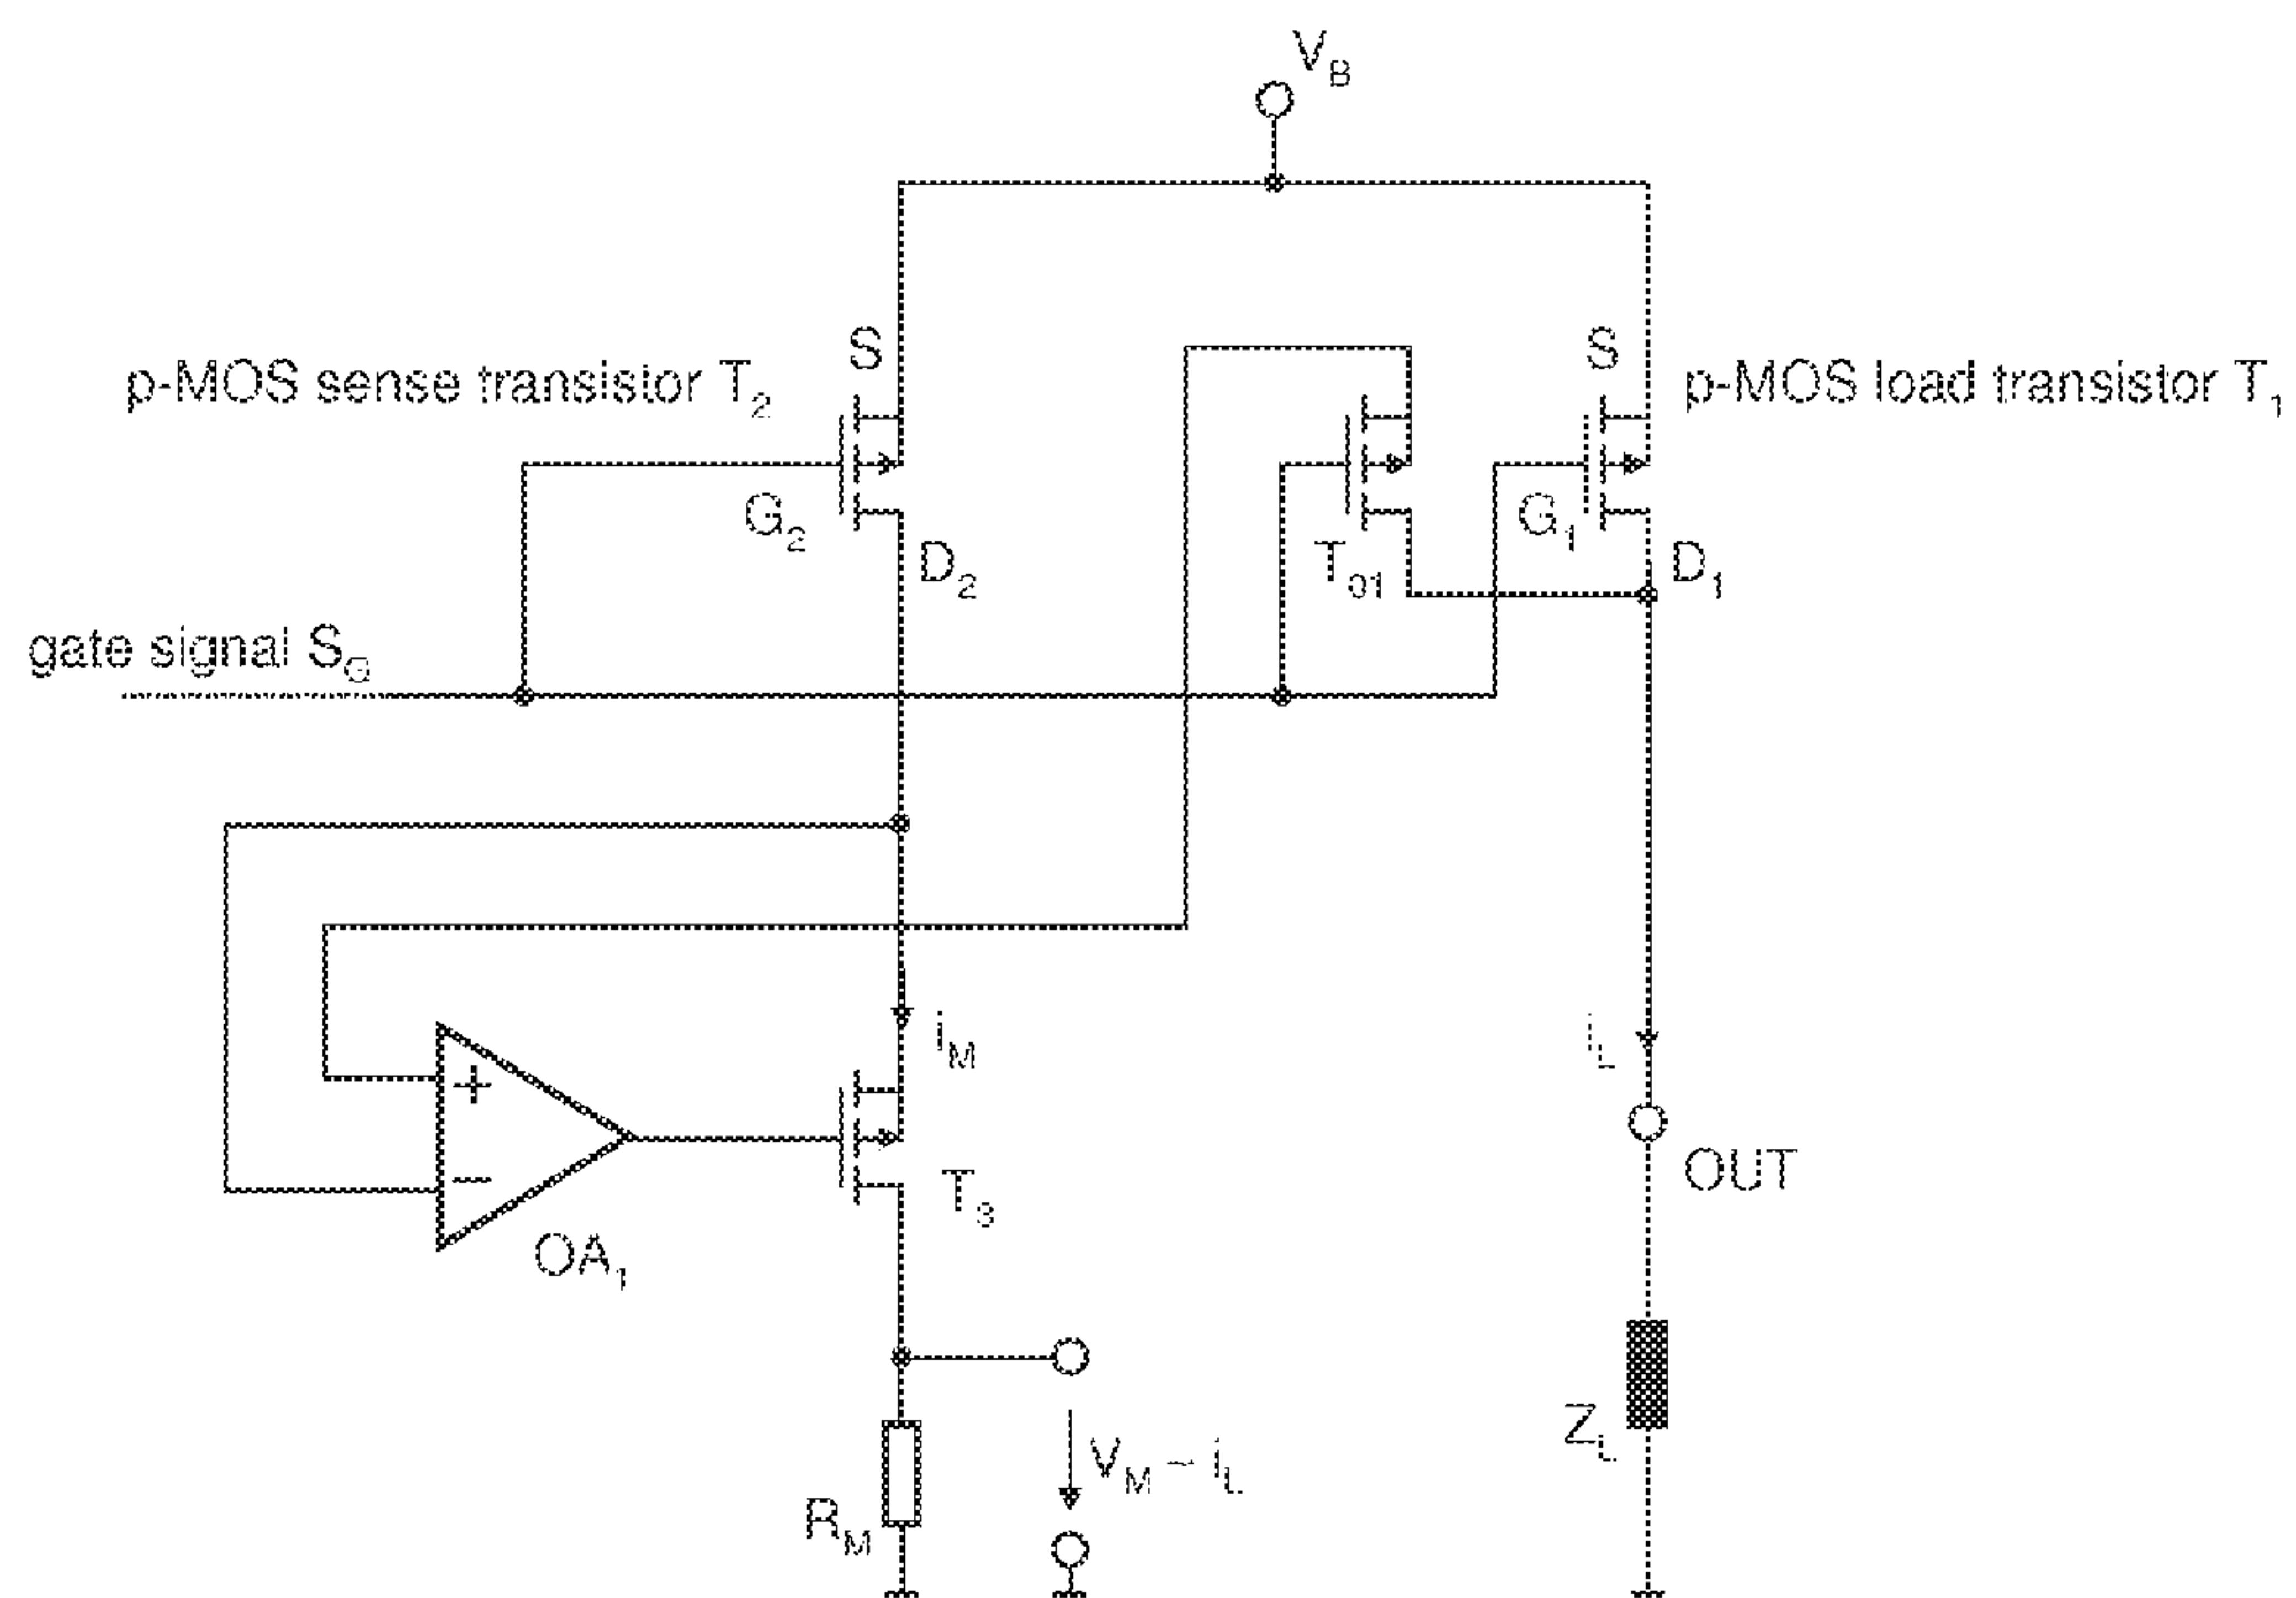 V_B
S
S
p-MOS sense transistor T_2
p-MOS load transistor T_1
G_2
G_1
D_2
T_01
D_1
gate signal S_G
i_M
i_L
+
−
OUT
T_3
OA_1
V_M ~ i_L
Z_L
R_M